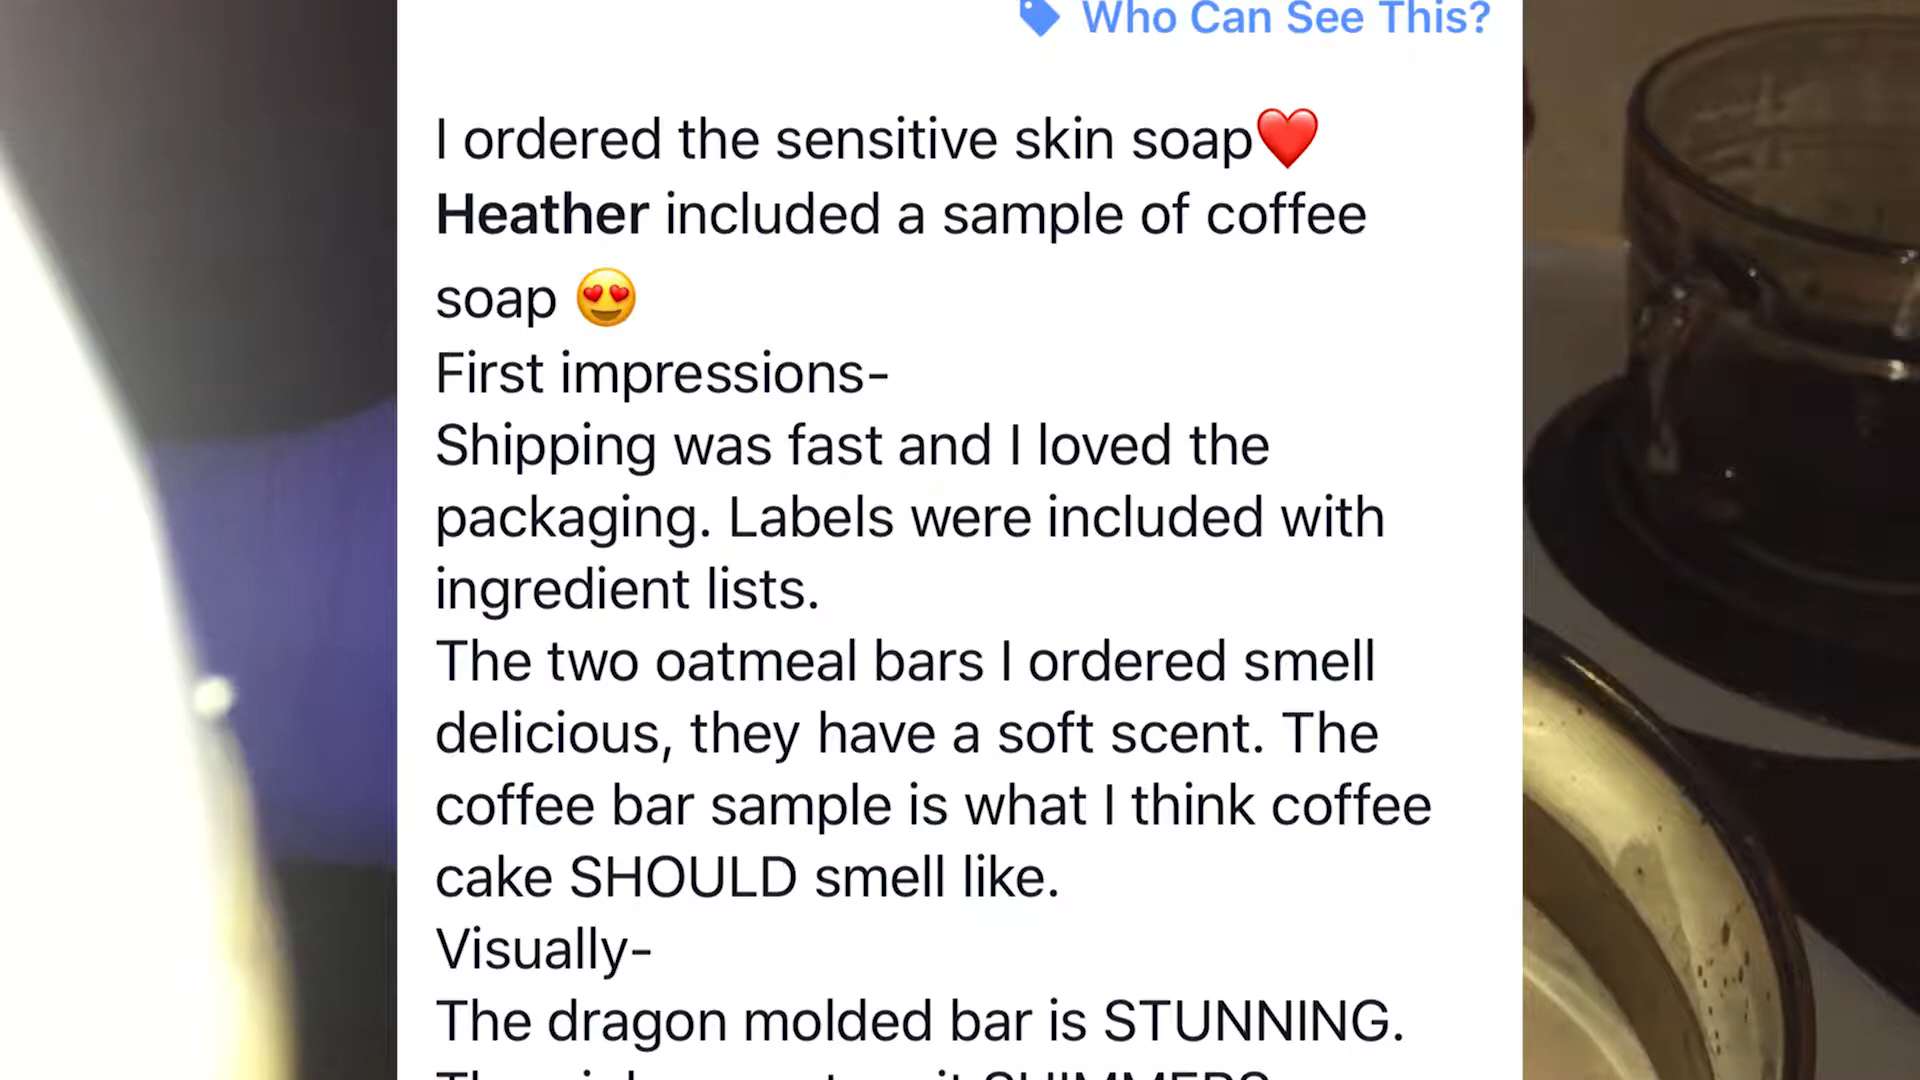 Who Can See This?
I ordered the sensitive skin soap❤️
Heather included a sample of coffee
soap 😍
First impressions-
Shipping was fast and I loved the
packaging. Labels were included with
ingredient lists.
The two oatmeal bars I ordered smell
delicious, they have a soft scent. The
coffee bar sample is what I think coffee
cake SHOULD smell like.
Visually-
The dragon molded bar is STUNNING.